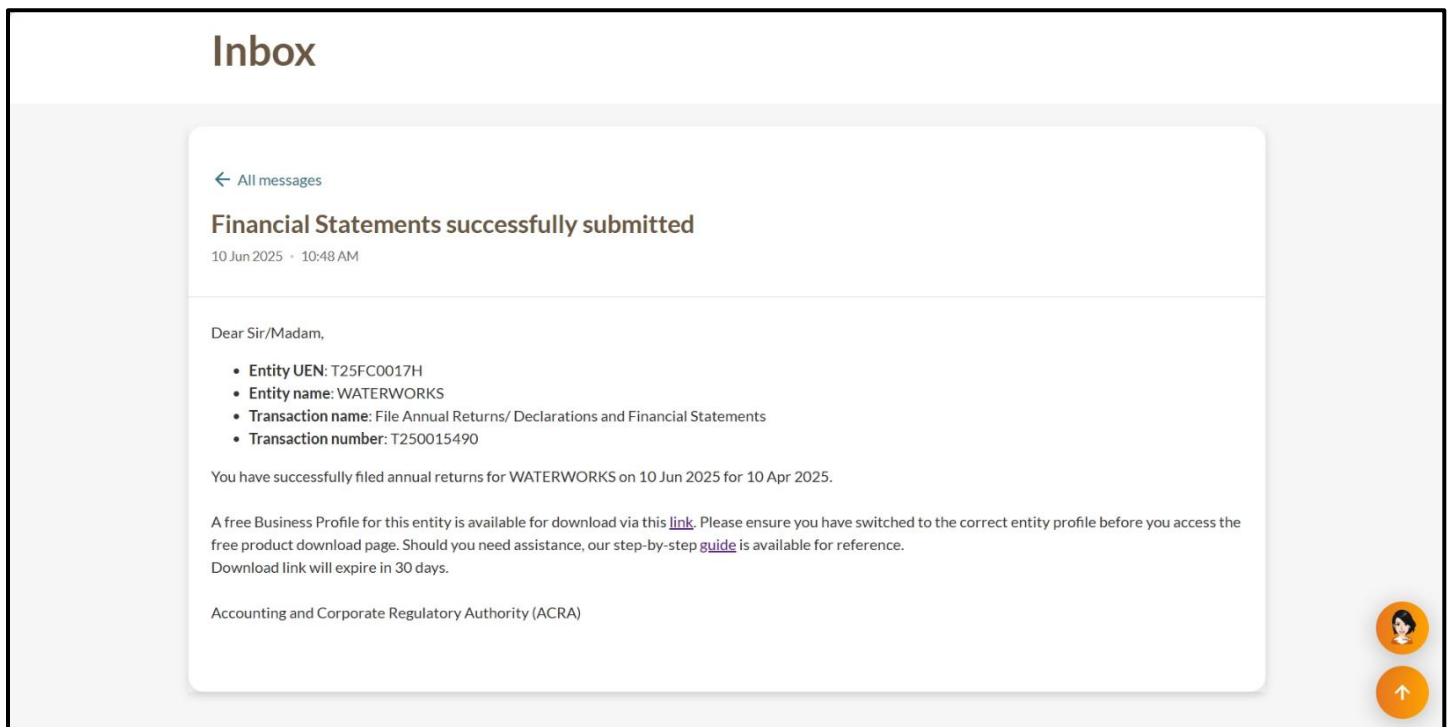 Inbox
← All messages
Financial Statements successfully submitted
10 Jun 2025 • 10:48 AM
Dear Sir/Madam,
• Entity UEN: T25FC0017H
• Entity name: WATERWORKS
• Transaction name: File Annual Returns/ Declarations and Financial Statements
• Transaction number: T250015490
You have successfully filed annual returns for WATERWORKS on 10 Jun 2025 for 10 Apr 2025.
A free Business Profile for this entity is available for download via this link. Please ensure you have switched to the correct entity profile before you access the
free product download page. Should you need assistance, our step-by-step guide is available for reference.
Download link will expire in 30 days.
Accounting and Corporate Regulatory Authority (ACRA)